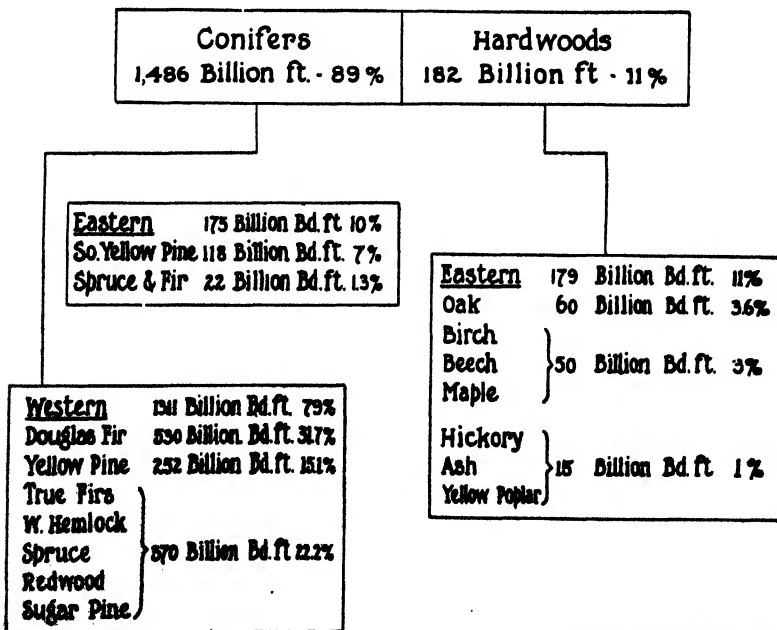 Conifers
1,486 Billion ft. - 89%
Hardwoods
182 Billion ft - 11%
Eastern 175 Billion Bd.ft 10%
So. Yellow Pine 118 Billion Bd.ft. 7%
Spruce & Fir 22 Billion Bd.ft. 1.3%
Western 1311 Billion Bd.ft. 79%
Douglas Fir 530 Billion Bd.ft. 31.7%
Yellow Pine 252 Billion Bd.ft. 15.1%
True Firs
W. Hemlock
Spruce 370 Billion Bd.ft 22.2%
Redwood
Sugar Pine
Eastern 179 Billion Bd.ft. 11%
Oak 60 Billion Bd.ft. 3.6%
Birch
Beech 50 Billion Bd.ft. 3%
Maple
Hickory
Ash 15 Billion Bd.ft 1%
Yellow Poplar